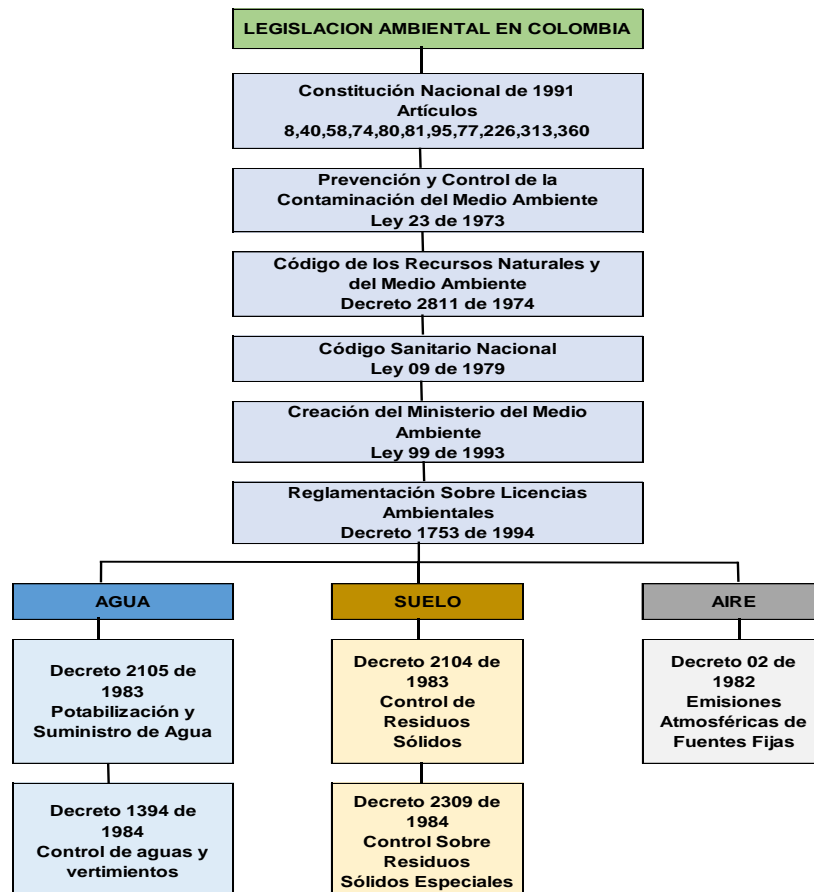 LEGISLACION AMBIENTAL EN COLOMBIA
Constitución Nacional de 1991
Artículos
8,40,58,74,80,81,95,77,226,313,360
Prevención y Control de la
Contaminación del Medio Ambiente
Ley 23 de 1973
Código de los Recursos Naturales y
del Medio Ambiente
Decreto 2811 de 1974
Código Sanitario Nacional
Ley 09 de 1979
Creación del Ministerio del Medio
Ambiente
Ley 99 de 1993
Reglamentación Sobre Licencias
Ambientales
Decreto 1753 de 1994
AGUA
Decreto 2105 de
1983
Potabilización y
Suministro de Agua
Decreto 1394 de
1984
Control de aguas y
vertimientos
SUELO
Decreto 2104 de
1983
Control de
Residuos
Sólidos
Decreto 2309 de
1984
Control Sobre
Residuos
Sólidos Especiales
AIRE
Decreto 02 de
1982
Emisiones
Atmosféricas de
Fuentes Fijas